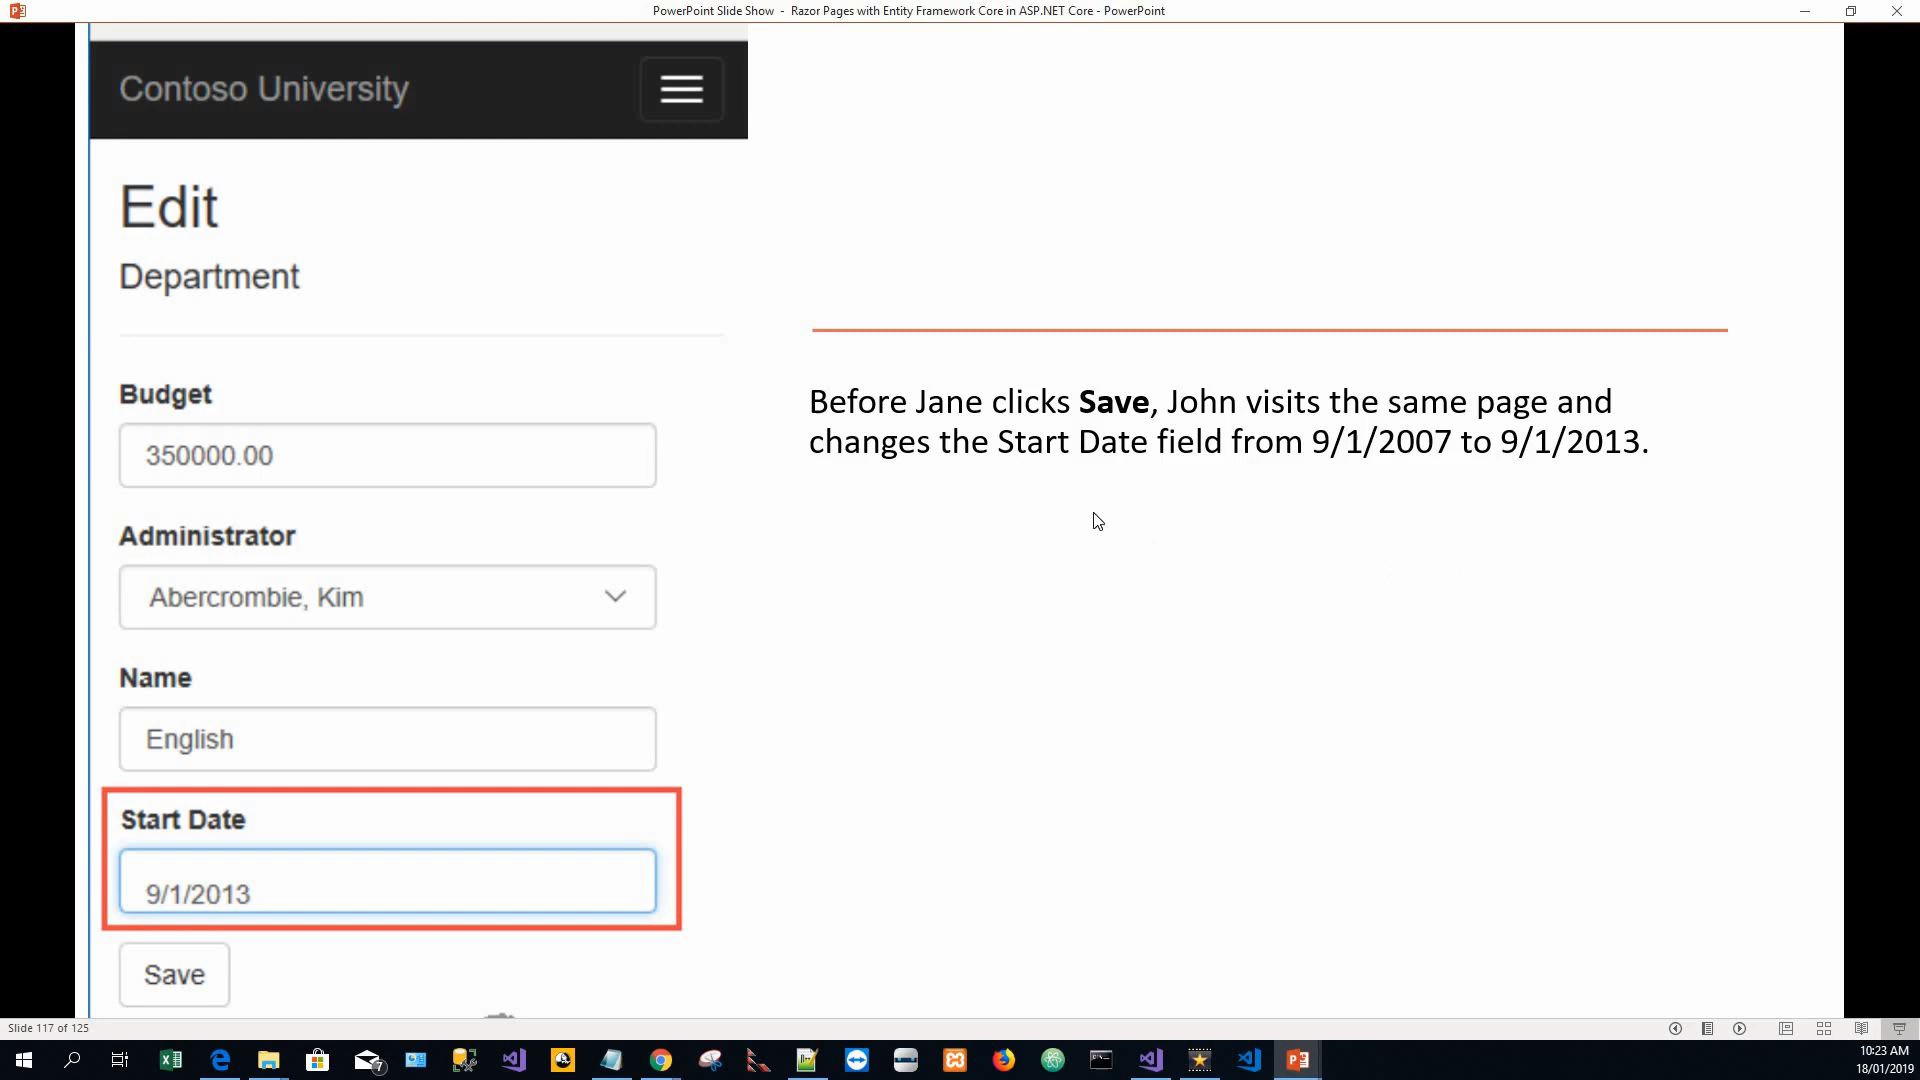 PowerPoint Slide Show - Razor Pages with Entity Framework Core in ASP.NET Core - PowerPoint
Contoso University
Edit
Department
Budget
350000.00
Administrator
Abercrombie, Kim
Name
English
Start Date
9/1/2013
Save
Before Jane clicks Save, John visits the same page and
changes the Start Date field from 9/1/2007 to 9/1/2013.
Slide 117 of 125
7
10:23 AM
18/01/2019